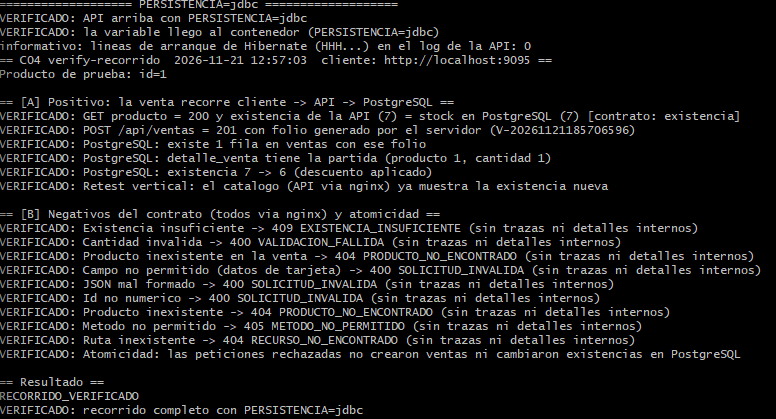 ================== PERSISTENCIA=jdbc ==================
VERIFICADO: API arriba con PERSISTENCIA=jdbc
VERIFICADO: la variable llego al contenedor (PERSISTENCIA=jdbc)
informativo: lineas de arranque de Hibernate (HHH...) en el log de la API: 0
== C04 verify-recorrido  2026-11-21 12:57:03  cliente: http://localhost:9095 ==
Producto de prueba: id=1
== [A] Positivo: la venta recorre cliente -> API -> PostgreSQL ==
VERIFICADO: GET producto = 200 y existencia de la API (7) = stock en PostgreSQL (7) [contrato: existencia]
VERIFICADO: POST /api/ventas = 201 con folio generado por el servidor (V-20261121185706596)
VERIFICADO: PostgreSQL: existe 1 fila en ventas con ese folio
VERIFICADO: PostgreSQL: detalle_venta tiene la partida (producto 1, cantidad 1)
VERIFICADO: PostgreSQL: existencia 7 -> 6 (descuento aplicado)
VERIFICADO: Retest vertical: el catalogo (API via nginx) ya muestra la existencia nueva
== [B] Negativos del contrato (todos via nginx) y atomicidad ==
VERIFICADO: Existencia insuficiente -> 409 EXISTENCIA_INSUFICIENTE (sin trazas ni detalles internos)
VERIFICADO: Cantidad invalida -> 400 VALIDACION_FALLIDA (sin trazas ni detalles internos)
VERIFICADO: Producto inexistente en la venta -> 404 PRODUCTO_NO_ENCONTRADO (sin trazas ni detalles internos)
VERIFICADO: Campo no permitido (datos de tarjeta) -> 400 SOLICITUD_INVALIDA (sin trazas ni detalles internos)
VERIFICADO: JSON mal formado -> 400 SOLICITUD_INVALIDA (sin trazas ni detalles internos)
VERIFICADO: Id no numerico -> 400 SOLICITUD_INVALIDA (sin trazas ni detalles internos)
VERIFICADO: Producto inexistente -> 404 PRODUCTO_NO_ENCONTRADO (sin trazas ni detalles internos)
VERIFICADO: Metodo no permitido -> 405 METODO_NO_PERMITIDO (sin trazas ni detalles internos)
VERIFICADO: Ruta inexistente -> 404 RECURSO_NO_ENCONTRADO (sin trazas ni detalles internos)
VERIFICADO: Atomicidad: las peticiones rechazadas no crearon ventas ni cambiaron existencias en PostgreSQL
== Resultado ==
RECORRIDO_VERIFICADO
VERIFICADO: recorrido completo con PERSISTENCIA=jdbc